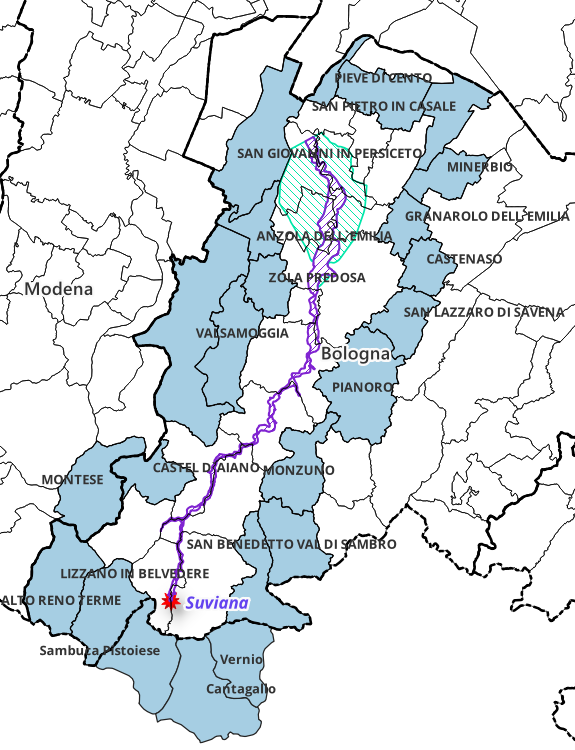 PIEVE DI CENTO
SAN PIETRO IN CASALE
SAN GIOVANNI IN PERSICETO
MINERBIO
GRANAROLO DELL'EMILIA
ANZOLA DELL'EMILIA
CASTENASO
ZOLA PREDOSA
Modena
SAN LAZZARO DI SAVENA
VALSAMOGGIA
Bologna
PIANORO
CASTEL D'AIANO
MONZUNO
MONTESE
SAN BENEDETTO VAL DI SAMBRO
LIZZANO IN BELVEDERE
ALTO RENO TERME
Suviana
Sambuca Pistoiese
Vernio
Cantagallo